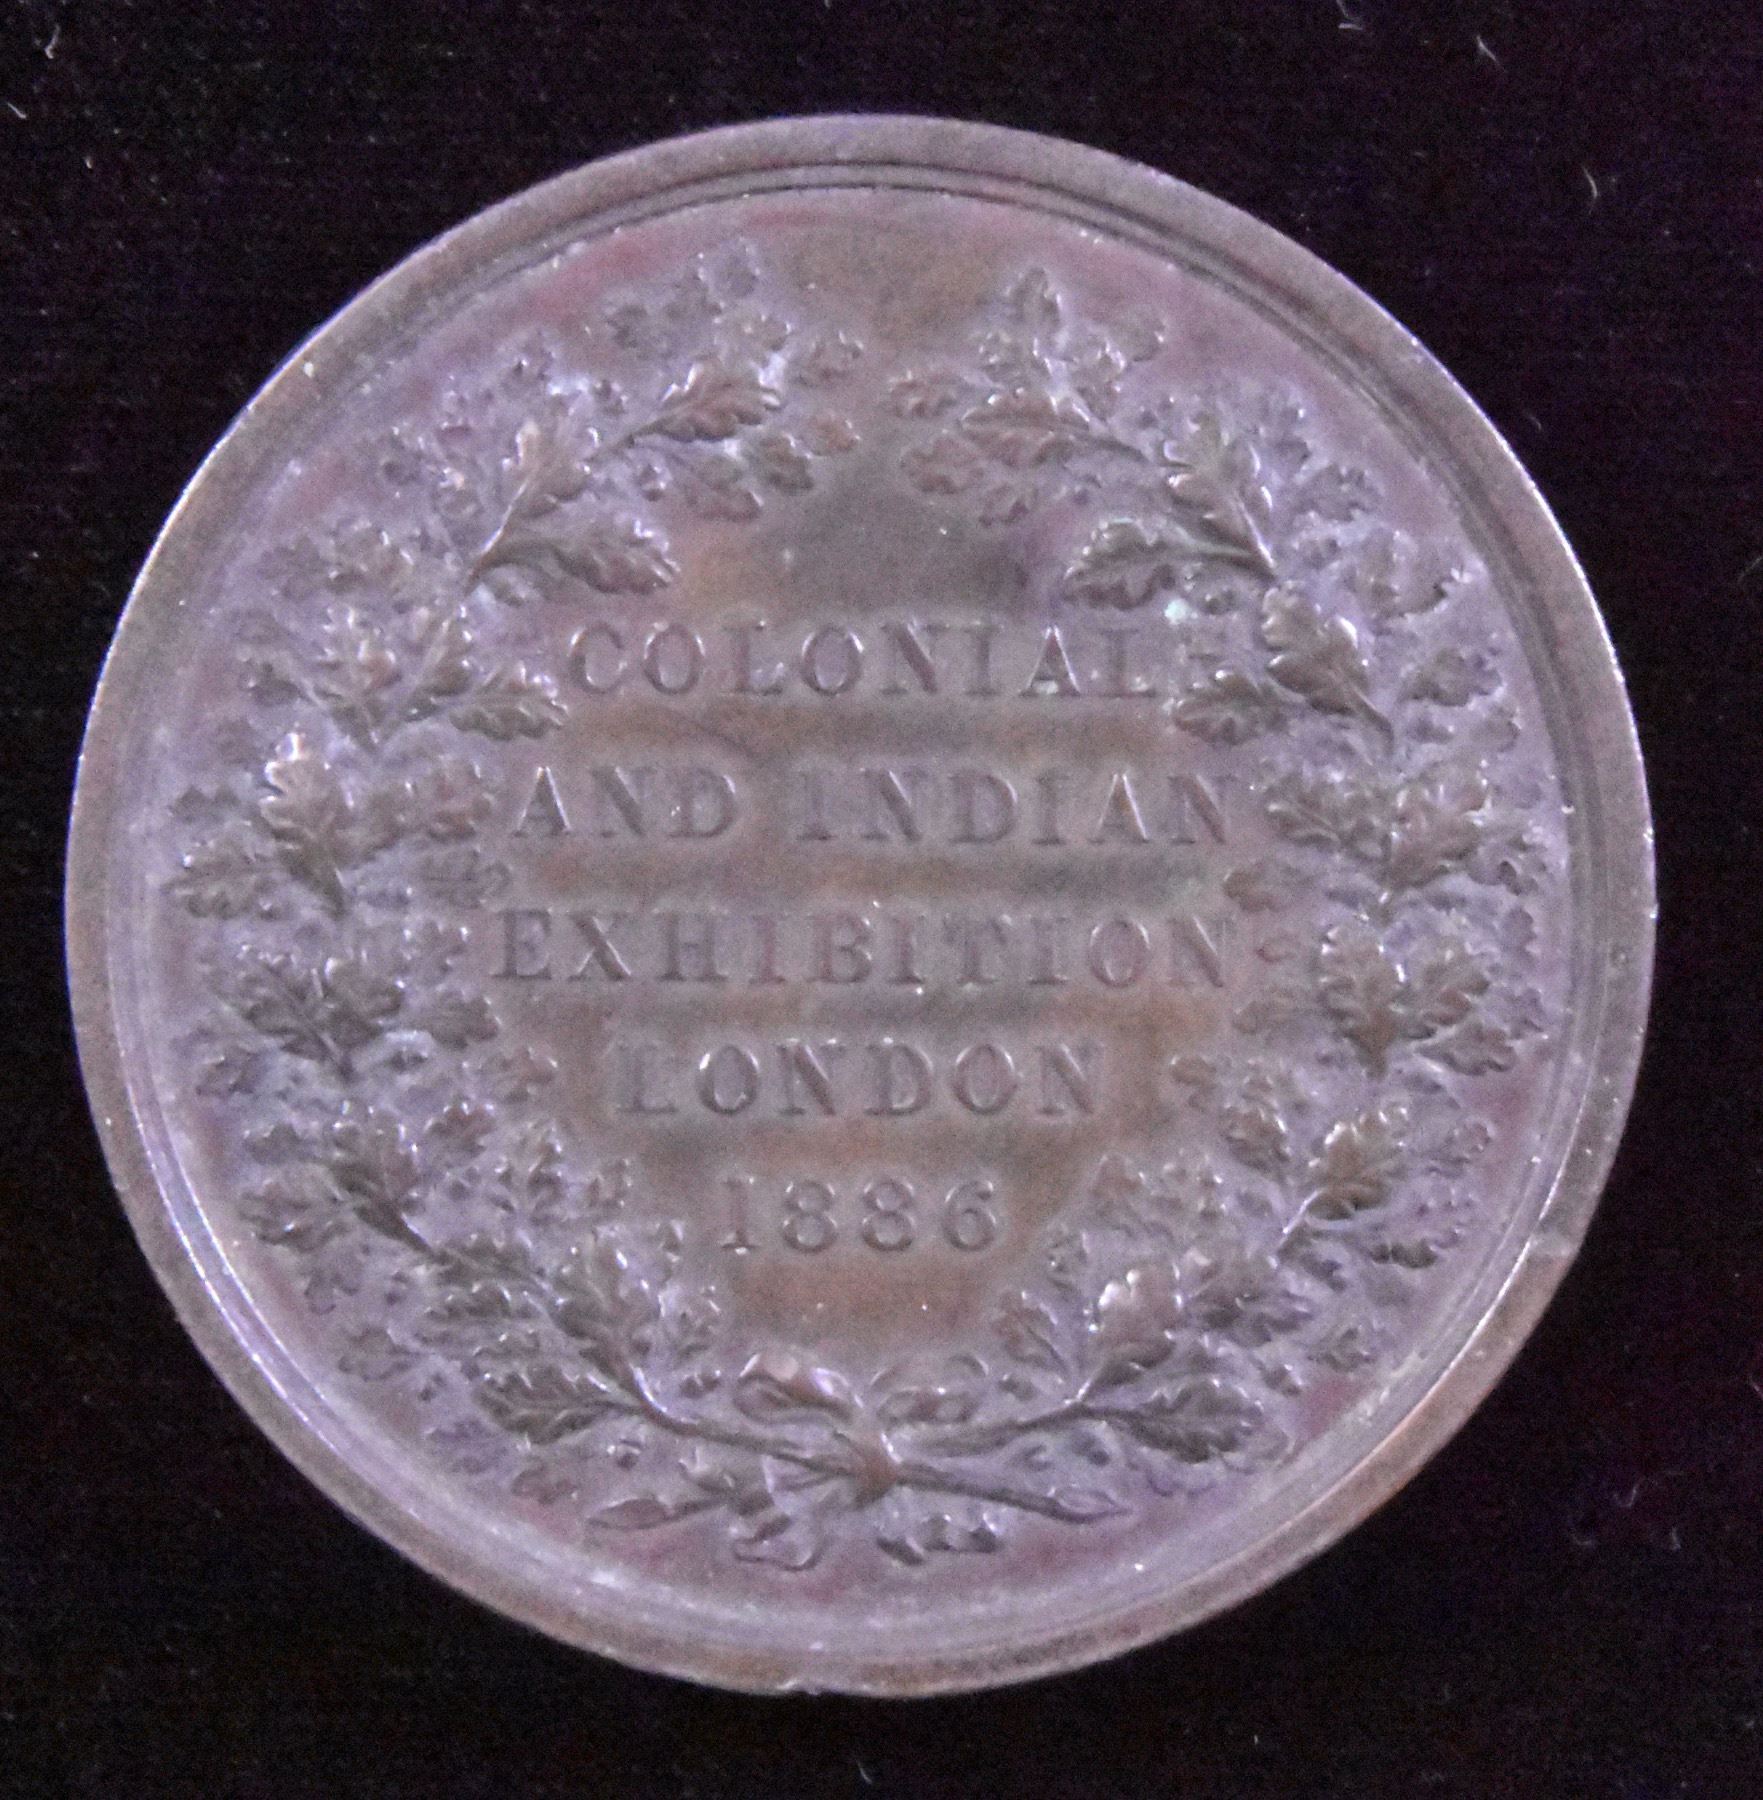 COLONIAL
AND INDIAN
EXHIBITION
LONDON
1886